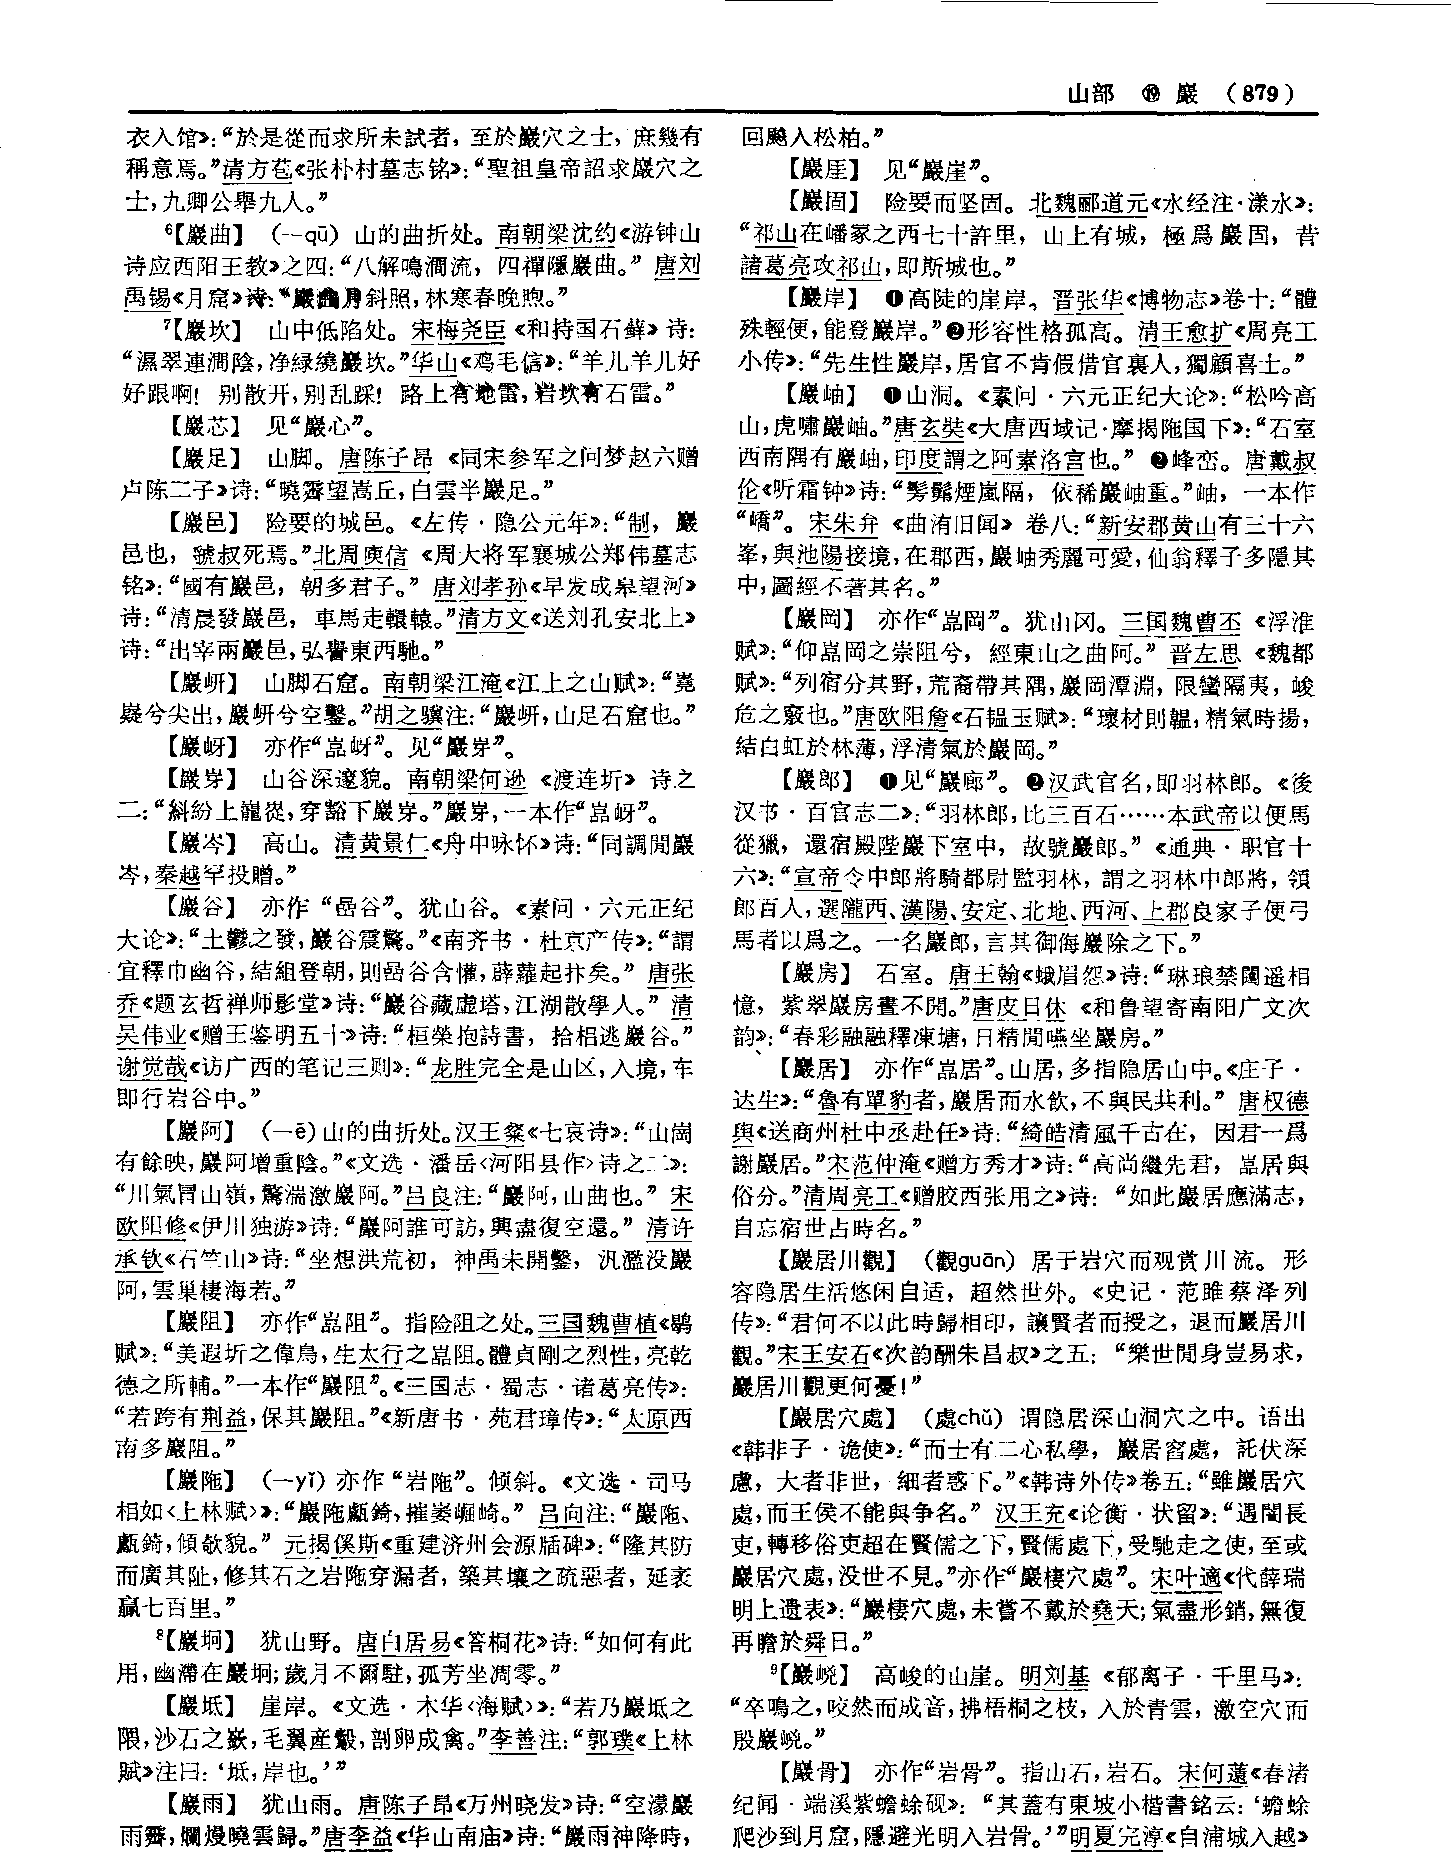 山部 ⑲ 巖 (879)
衣入馆》：“於是從而求所未試者，至於巖穴之士，庶幾有
稱意焉。”清方苞《张朴村墓志铭》：“聖祖皇帝詔求巖穴之
士，九卿公舉九人。”
⁶【巖曲】 (—qū) 山的曲折处。南朝梁沈约《游钟山
诗应西阳王教》之四：“八解鳴澗流，四禪隱巖曲。”唐刘
禹锡《月窟》诗：“巖曲月斜照，林寒春晚煦。”
⁷【巖坎】 山中低陷处。宋梅尧臣《和持国石藓》诗：
“濕翠連澗陰，净緑繞巖坎。”华山《鸡毛信》：“羊儿羊儿好
好跟啊！别散开，别乱踩！路上有地雷，岩坎有石雷。”
【巖芯】 见“巖心”。
【巖足】 山脚。唐陈子昂《同宋参军之问梦赵六赠
卢陈二子》诗：“曉霽望嵩丘，白雲半巖足。”
【巖邑】 险要的城邑。《左传·隐公元年》：“制，巖
邑也，虢叔死焉。”北周庾信《周大将军襄城公郑伟墓志
铭》：“國有巖邑，朝多君子。”唐刘孝孙《早发成皋望河》
诗：“清晨發巖邑，車馬走轘轅。”清方文《送刘孔安北上》
诗：“出宰兩巖邑，弘譽東西馳。”
【巖岍】 山脚石窟。南朝梁江淹《江上之山赋》：“嶤
嶷兮尖出，巖岍兮空鑿。”胡之骥注：“巖岍，山足石窟也。”
【巖岈】 亦作“嵒岈”。见“巖穿”。
【巖穿】 山谷深邃貌。南朝梁何逊《渡连圻》诗之
二：“糾紛上巃嵸，穿豁下巖穿。”巖穿，一本作“嵒岈”。
【巖岑】 高山。清黄景仁《舟中咏怀》诗：“同調閒巖
岑，秦越罕投贈。”
【巖谷】 亦作“嵒谷”。犹山谷。《素问·六元正纪
大论》：“土鬱之發，巖谷震驚。”《南齐书·杜京产传》：“謂
宜釋巾幽谷，結組登朝，則嵒谷含懽，薜蘿起抃矣。”唐张
乔《题玄哲禅师影堂》诗：“巖谷藏虚塔，江湖散學人。”清
吴伟业《赠王鉴明五十》诗：“桓榮抱詩書，拾梠逃巖谷。”
谢觉哉《访广西的笔记三则》：“龙胜完全是山区，入境，车
即行岩谷中。”
【巖阿】 (—ē) 山的曲折处。汉王粲《七哀诗》：“山崗
有餘映，巖阿增重陰。”《文选·潘岳〈河阳县作〉诗之二》：
“川氣冒山嶺，驚湍激巖阿。”吕良注：“巖阿，山曲也。”宋
欧阳修《伊川独游》诗：“巖阿誰可訪，興盡復空還。”清许
承钦《石竺山》诗：“坐想洪荒初，神禹未開鑿，汎濫没巖
阿，雲巢棲海若。”
【巖阻】 亦作“嵒阻”。指险阻之处。三国魏曹植《鹖
赋》：“美遐圻之偉鳥，生太行之嵒阻。體貞剛之烈性，亮乾
德之所輔。”一本作“巖阻”。《三国志·蜀志·诸葛亮传》：
“若跨有荆益，保其巖阻。”《新唐书·苑君璋传》：“太原西
南多巖阻。”
【巖陁】 (—yǐ) 亦作“岩陁”。倾斜。《文选·司马
相如〈上林赋〉》：“巖陁甗錡，摧崣崛崎。”吕向注：“巖陁、
甗錡，傾欹貌。”元揭傒斯《重建济州会源牐碑》：“隆其防
而廣其阯，修其石之岩陁穿漏者，築其壤之疏惡者，延袤
贏七百里。”
⁸【巖坰】 犹山野。唐白居易《答桐花》诗：“如何有此
用，幽滯在巖坰；歲月不爾駐，孤芳坐凋零。”
【巖坻】 崖岸。《文选·木华〈海赋〉》：“若乃巖坻之
隈，沙石之嶔，毛翼産鷇，剖卵成禽。”李善注：“郭璞《上林
赋》注曰：‘坻，岸也。’”
【巖雨】 犹山雨。唐陈子昂《万州晓发》诗：“空濛巖
雨霽，爛熳曉雲歸。”唐李益《华山南庙》诗：“巖雨神降時，
回飈入松柏。”
【巖厓】 见“巖崖”。
【巖固】 险要而坚固。北魏郦道元《水经注·漾水》：
“祁山在嶓冢之西七十許里，山上有城，極爲巖固，昔
諸葛亮攻祁山，即斯城也。”
【巖岸】 ❶高陡的崖岸。晋张华《博物志》卷十：“體
殊輕便，能登巖岸。”❷形容性格孤高。清王愈扩《周亮工
小传》：“先生性巖岸，居官不肯假借官裏人，獨顧喜士。”
【巖岫】 ❶山洞。《素问·六元正纪大论》：“松吟高
山，虎嘯巖岫。”唐玄奘《大唐西域记·摩揭陁国下》：“石室
西南隅有巖岫，印度謂之阿素洛宫也。”❷峰峦。唐戴叔
伦《听霜钟》诗：“髣髴煙嵐隔，依稀巖岫重。”岫，一本作
“嶠”。宋朱弁《曲洧旧闻》卷八：“新安郡黄山有三十六
峯，與池陽接境，在郡西，巖岫秀麗可愛，仙翁釋子多隱其
中，圖經不著其名。”
【巖岡】 亦作“嵒岡”。犹山冈。三国魏曹丕《浮淮
赋》：“仰嵒岡之崇阻兮，經東山之曲阿。”晋左思《魏都
赋》：“列宿分其野，荒裔帶其隅，巖岡潭淵，限蠻隔夷，峻
危之竅也。”唐欧阳詹《石韫玉赋》：“瓌材則韞，精氣時揚，
結白虹於林薄，浮清氣於巖岡。”
【巖郎】 ❶见“巖廊”。❷汉武官名，即羽林郎。《後
汉书·百官志二》：“羽林郎，比三百石……本武帝以便馬
從獵，還宿殿陛巖下室中，故號巖郎。”《通典·职官十
六》：“宣帝令中郎將騎都尉監羽林，謂之羽林中郎將，領
郎百人，選隴西、漢陽、安定、北地、西河、上郡良家子便弓
馬者以爲之。一名巖郎，言其御侮巖除之下。”
【巖房】 石室。唐王翰《蛾眉怨》诗：“琳琅禁闥遥相
憶，紫翠巖房晝不開。”唐皮日休《和鲁望寄南阳广文次
韵》：“春彩融融釋凍塘，日精閒嚥坐巖房。”
【巖居】 亦作“嵒居”。山居，多指隐居山中。《庄子·
达生》：“魯有單豹者，巖居而水飲，不與民共利。”唐权德
舆《送商州杜中丞赴任》诗：“綺皓清風千古在，因君一爲
謝巖居。”宋范仲淹《赠方秀才》诗：“高尚繼先君，嵒居與
俗分。”清周亮工《赠胶西张用之》诗：“如此巖居應滿志，
自忘宿世占時名。”
【巖居川觀】 (觀guān) 居于岩穴而观赏川流。形
容隐居生活悠闲自适，超然世外。《史记·范雎蔡泽列
传》：“君何不以此時歸相印，讓賢者而授之，退而巖居川
觀。”宋王安石《次韵酬朱昌叔》之五：“樂世閒身豈易求，
巖居川觀更何憂！”
【巖居穴處】 (處chǔ) 谓隐居深山洞穴之中。语出
《韩非子·诡使》：“而士有二心私學，巖居窞處，託伏深
慮，大者非世，細者惑下。”《韩诗外传》卷五：“雖巖居穴
處，而王侯不能與争名。”汉王充《论衡·状留》：“遇闇長
吏，轉移俗吏超在賢儒之下，賢儒處下，受馳走之使，至或
巖居穴處，没世不見。”亦作“巖棲穴處”。宋叶適《代薛瑞
明上遗表》：“巖棲穴處，未嘗不戴於堯天；氣盡形銷，無復
再瞻於舜日。”
⁹【巖峣】 高峻的山崖。明刘基《郁离子·千里马》：
“卒鳴之，咬然而成音，拂梧桐之枝，入於青雲，激空穴而
殷巖峣。”
【巖骨】 亦作“岩骨”。指山石，岩石。宋何薳《春渚
纪闻·端溪紫蟾蜍砚》：“其蓋有東坡小楷書銘云：‘蟾蜍
爬沙到月窟，隱避光明入岩骨。’”明夏完淳《自浦城入越》